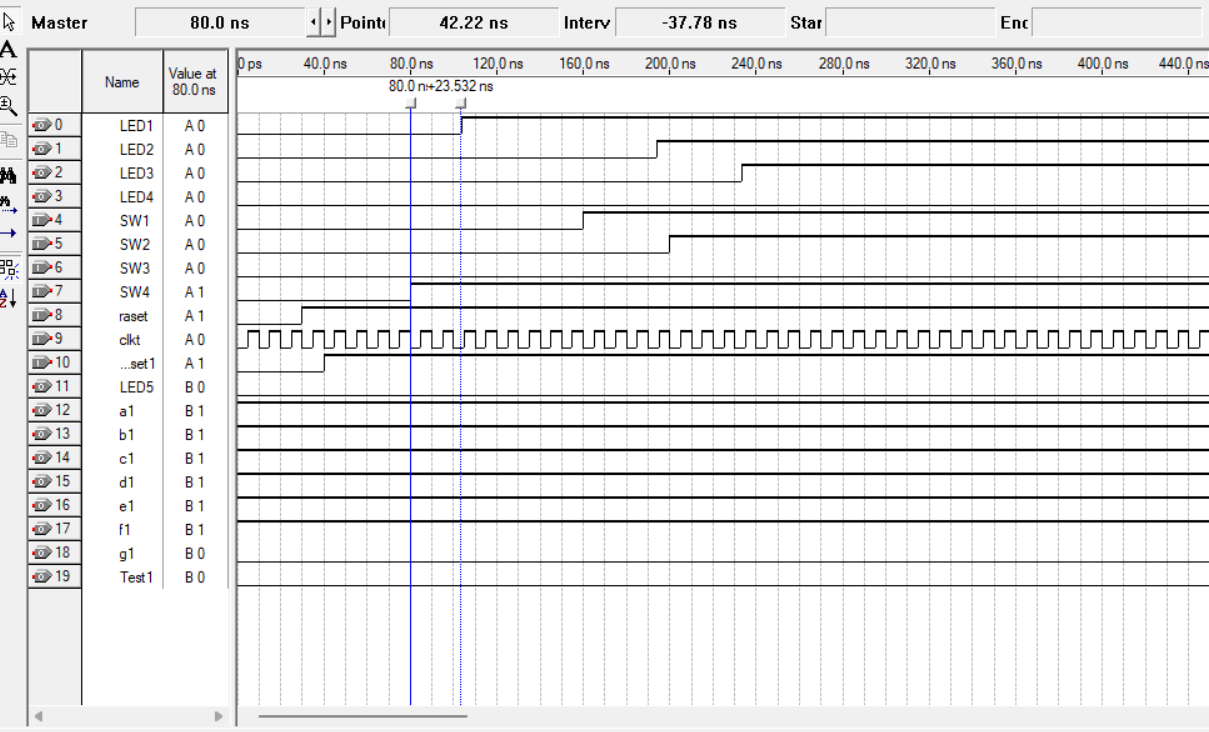 Master 80.0 ns Pointe 42.22 ns Interv -37.78 ns Star Enc
A
Name Value at 80.0 ns
0 ps 40.0 ns 80.0 ns 120.0 ns 160.0 ns 200.0 ns 240.0 ns 280.0 ns 320.0 ns 360.0 ns 400.0 ns 440.0 ns
80.0 n +23.532 ns
0 LED1 A 0
1 LED2 A 0
2 LED3 A 0
3 LED4 A 0
4 SW1 A 0
5 SW2 A 0
6 SW3 A 0
7 SW4 A 1
8 raset A 1
9 clkt A 0
10 ...set1 A 1
11 LED5 B 0
12 a1 B 1
13 b1 B 1
14 c1 B 1
15 d1 B 1
16 e1 B 1
17 f1 B 1
18 g1 B 0
19 Test1 B 0